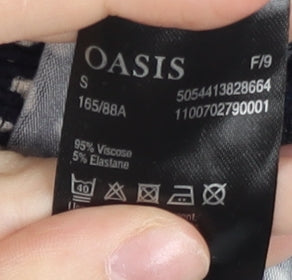 OASIS F/9
S 5054413828664
165/88A 1100702790001
95% Viscose
5% Elastane
40